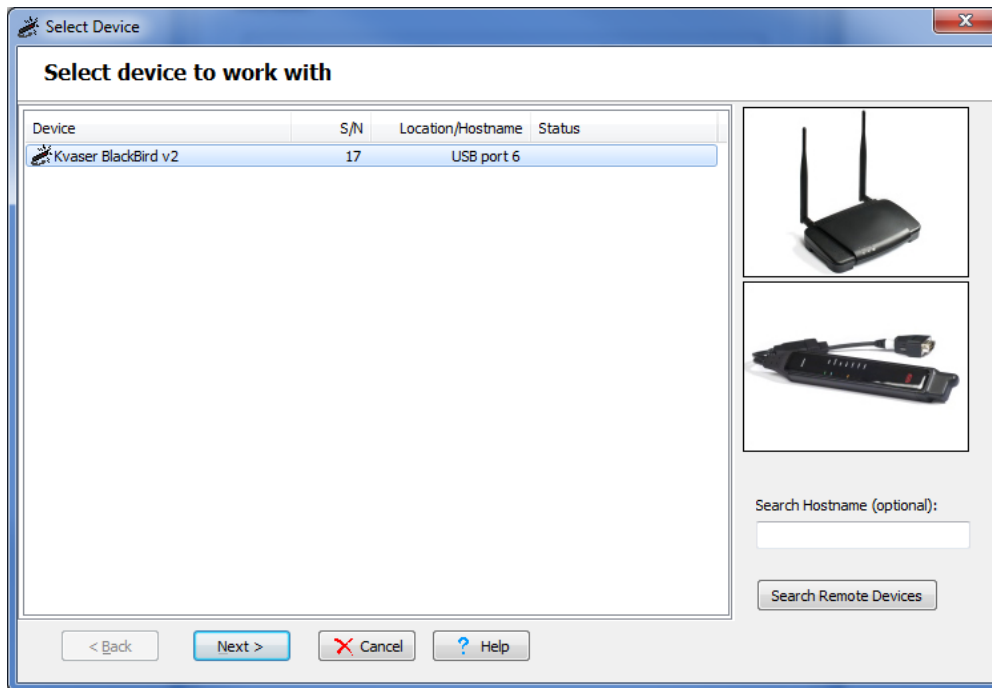 Select Device
Select device to work with
Device S/N Location/Hostname Status
Kvaser BlackBird v2 17 USB port 6
Search Hostname (optional):
Search Remote Devices
< Back Next > Cancel ? Help